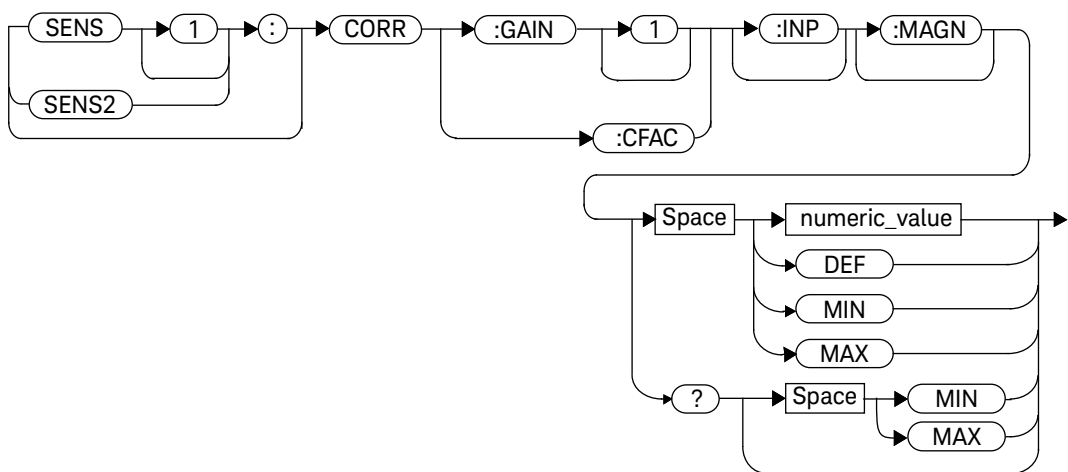 SENS 1 : CORR :GAIN 1 :INP :MAGN
SENS2
:CFAC
Space numeric_value
DEF
MIN
MAX
? Space MIN
MAX